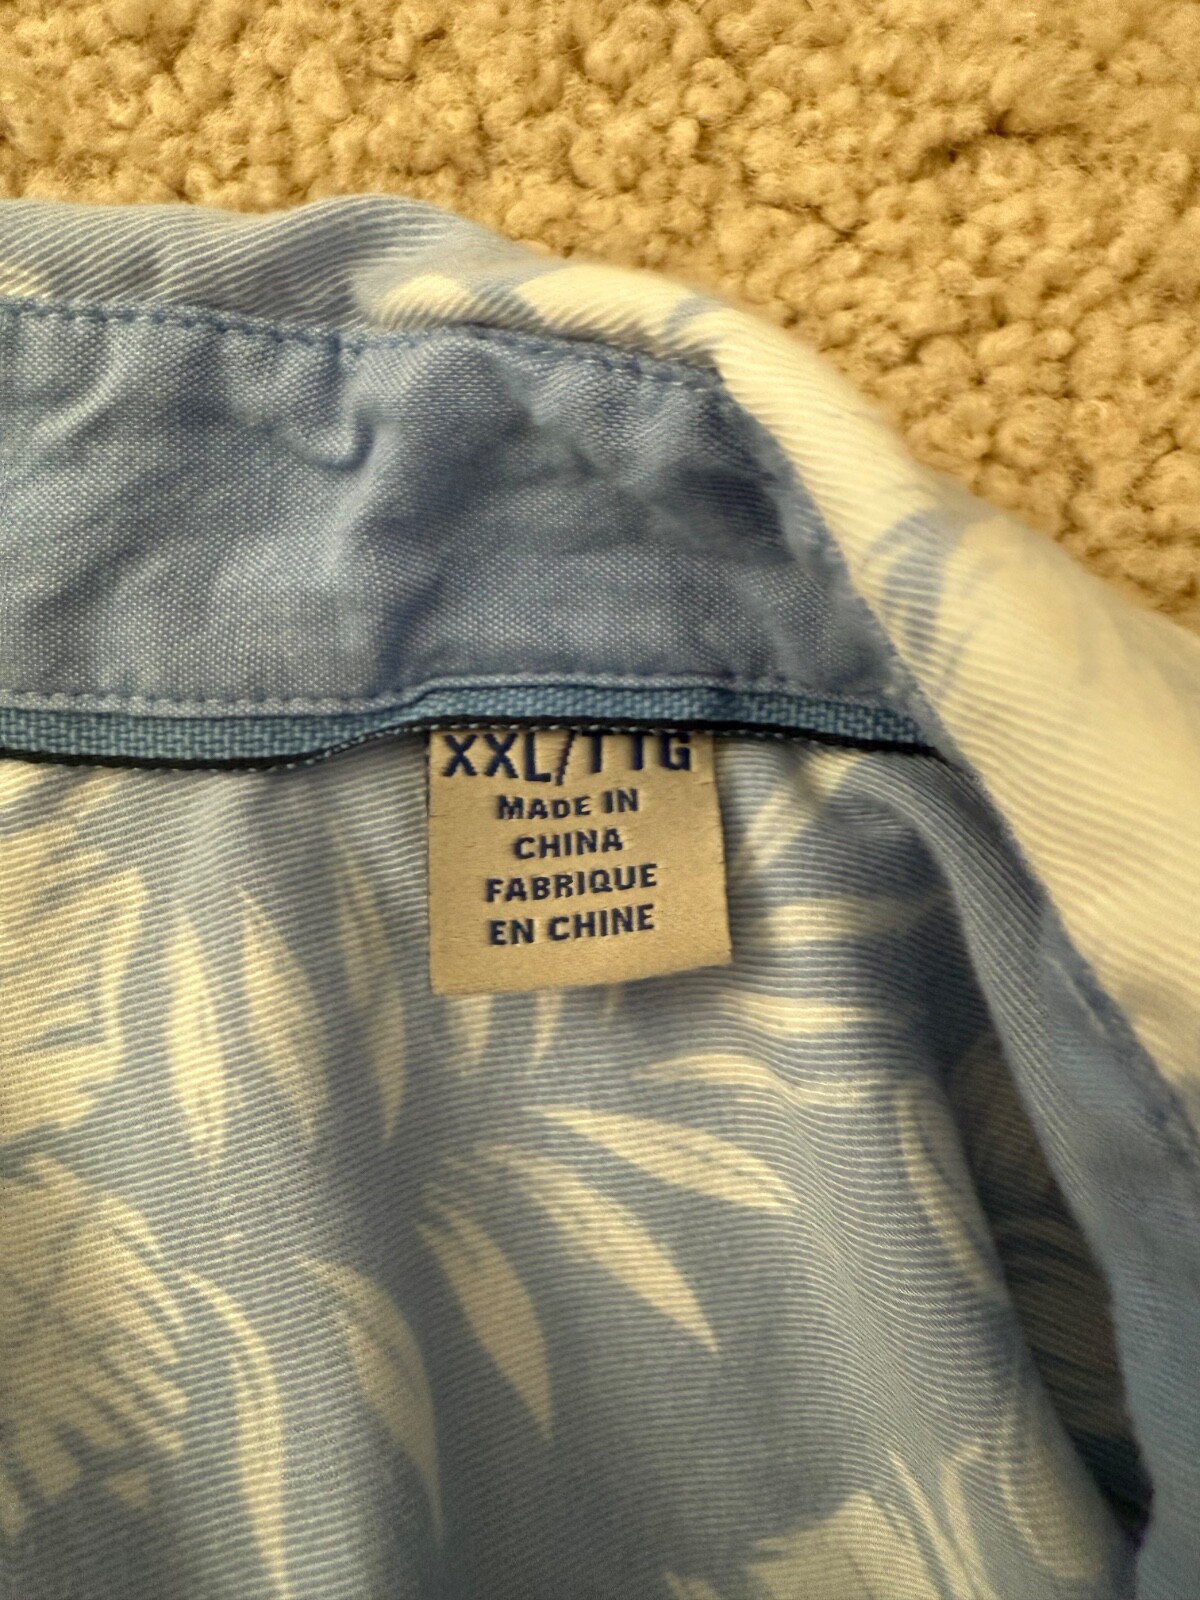 XXL/TTG
MADE IN
CHINA
FABRIQUE
EN CHINE